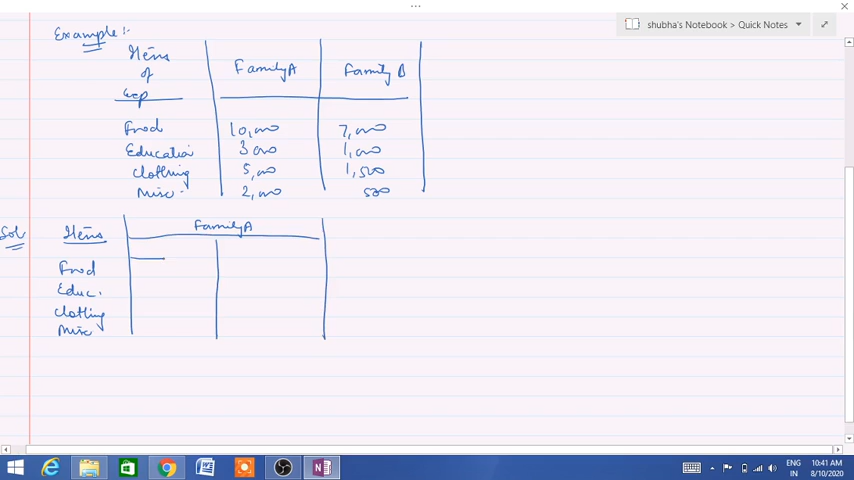 ...
shubha's Notebook > Quick Notes
Example :-
Items of exp Family A Family B
Food 10,000 7,000
Education 3000 1,000
Clothing 5,000 1,500
Misc. 2,000 500
Sol Items Family A
Food
Educ.
Clothing
Misc
ENG 10:41 AM
IN 8/10/2020